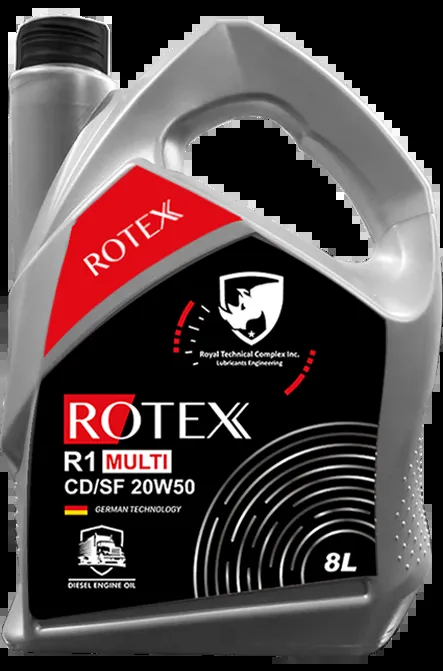 ROTEX
Royal Technical Complex Inc.
Lubricants Engineering
ROTEX
R1 MULTI
CD/SF 20W50
GERMAN TECHNOLOGY
DIESEL ENGINE OIL
8L